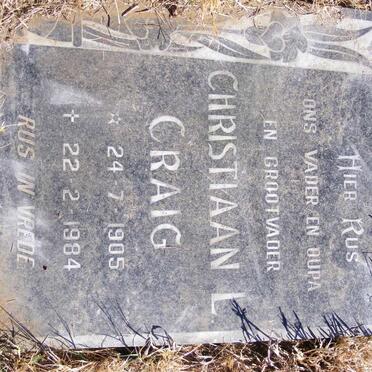 HIER RUS
ONS VADER EN OUPA
EN GROOTVADER
CHRISTIAAN L
CRAIG
☆ 24·7·1905
✝ 22·2·1984
RUS IN VREDE